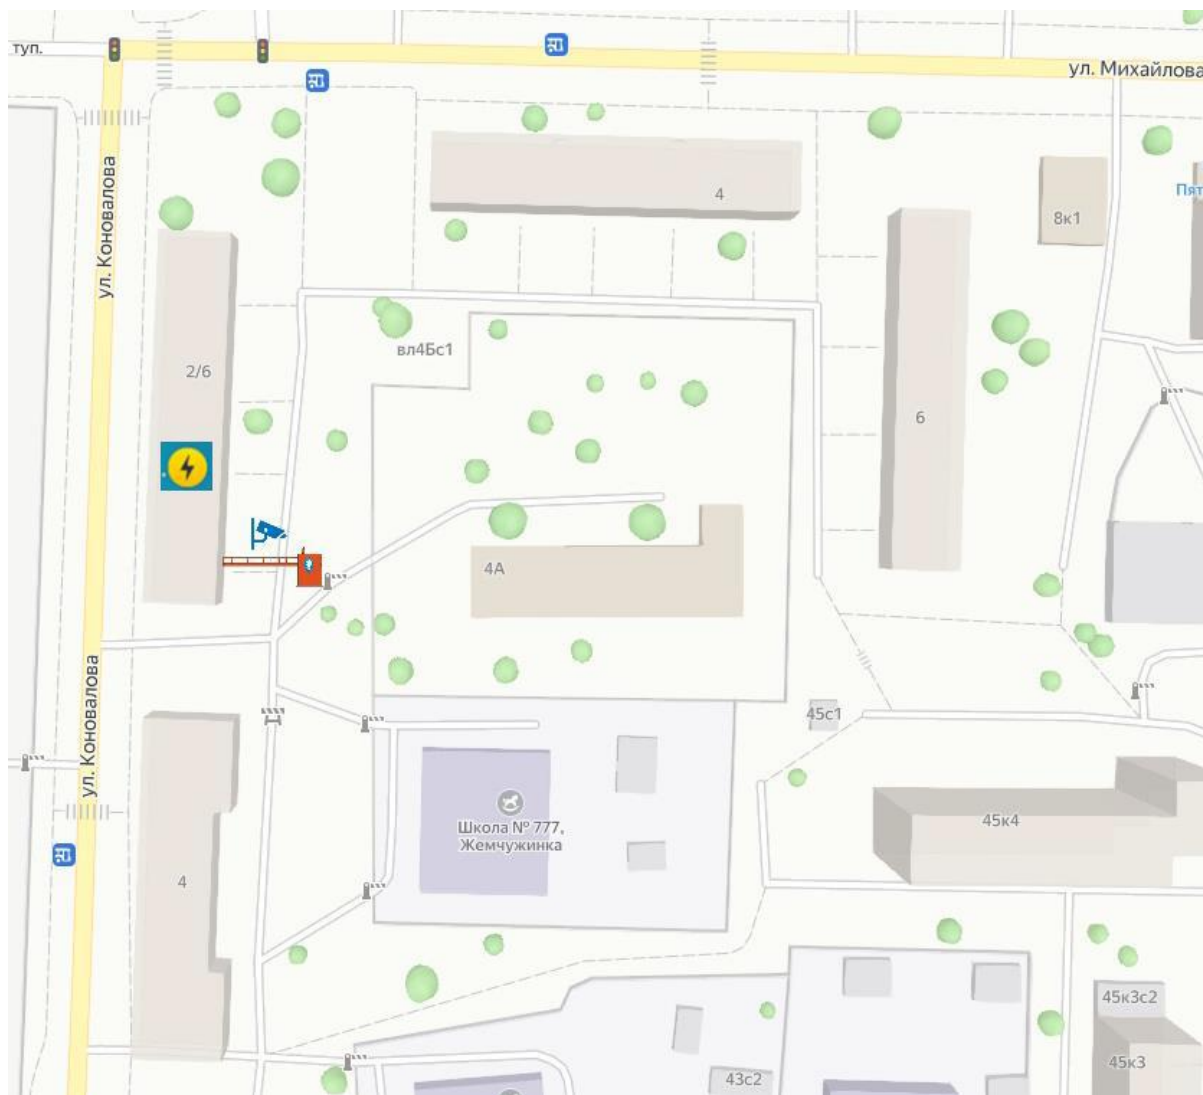 туп.
ул. Михайлова
ул. Коновалова
4
8к1
Пят
2/6
вл4Бс1
6
4А
ул. Коновалова
45с1
Школа № 777,
Жемчужинка
45к4
4
45к3с2
45к3
43с2